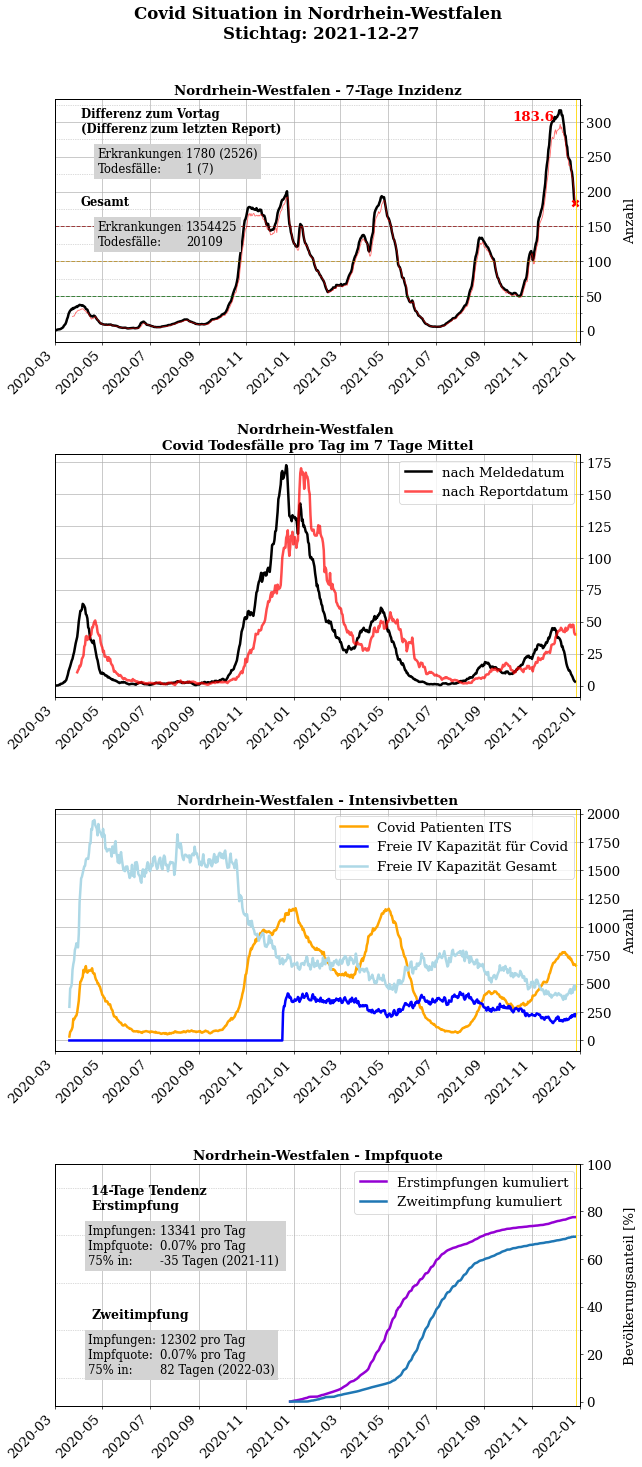 Covid Situation in Nordrhein-Westfalen
Stichtag: 2021-12-27
Nordrhein-Westfalen - 7-Tage Inzidenz
Differenz zum Vortag
(Differenz zum letzten Report)
Erkrankungen 1780 (2526)
Todesfälle: 1 (7)
Gesamt
Erkrankungen 1354425
Todesfälle: 20109
183.6
300
250
200
150
100
50
0
Anzahl
2020-03
2020-05
2020-07
2020-09
2020-11
2021-01
2021-03
2021-05
2021-07
2021-09
2021-11
2022-01
Nordrhein-Westfalen
Covid Todesfälle pro Tag im 7 Tage Mittel
nach Meldedatum
nach Reportdatum
175
150
125
100
75
50
25
0
2020-03
2020-05
2020-07
2020-09
2020-11
2021-01
2021-03
2021-05
2021-07
2021-09
2021-11
2022-01
Nordrhein-Westfalen - Intensivbetten
Covid Patienten ITS
Freie IV Kapazität für Covid
Freie IV Kapazität Gesamt
2000
1750
1500
1250
1000
750
500
250
0
Anzahl
2020-03
2020-05
2020-07
2020-09
2020-11
2021-01
2021-03
2021-05
2021-07
2021-09
2021-11
2022-01
Nordrhein-Westfalen - Impfquote
14-Tage Tendenz
Erstimpfung
Impfungen: 13341 pro Tag
Impfquote: 0.07% pro Tag
75% in: -35 Tagen (2021-11)
Zweitimpfung
Impfungen: 12302 pro Tag
Impfquote: 0.07% pro Tag
75% in: 82 Tagen (2022-03)
Erstimpfungen kumuliert
Zweitimpfung kumuliert
100
80
60
40
20
0
Bevölkerungsanteil [%]
2020-03
2020-05
2020-07
2020-09
2020-11
2021-01
2021-03
2021-05
2021-07
2021-09
2021-11
2022-01